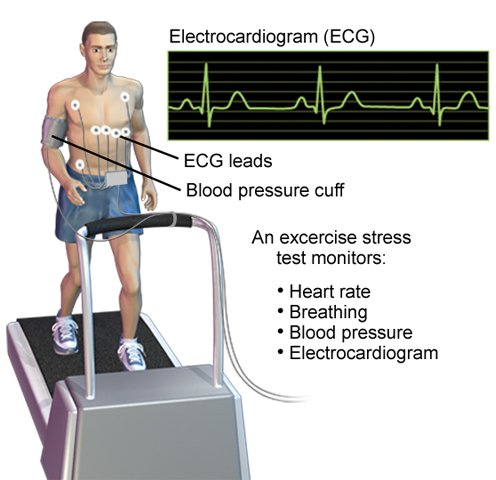 Electrocardiogram (ECG)
ECG leads
Blood pressure cuff
An excercise stress
test monitors:
• Heart rate
• Breathing
• Blood pressure
• Electrocardiogram